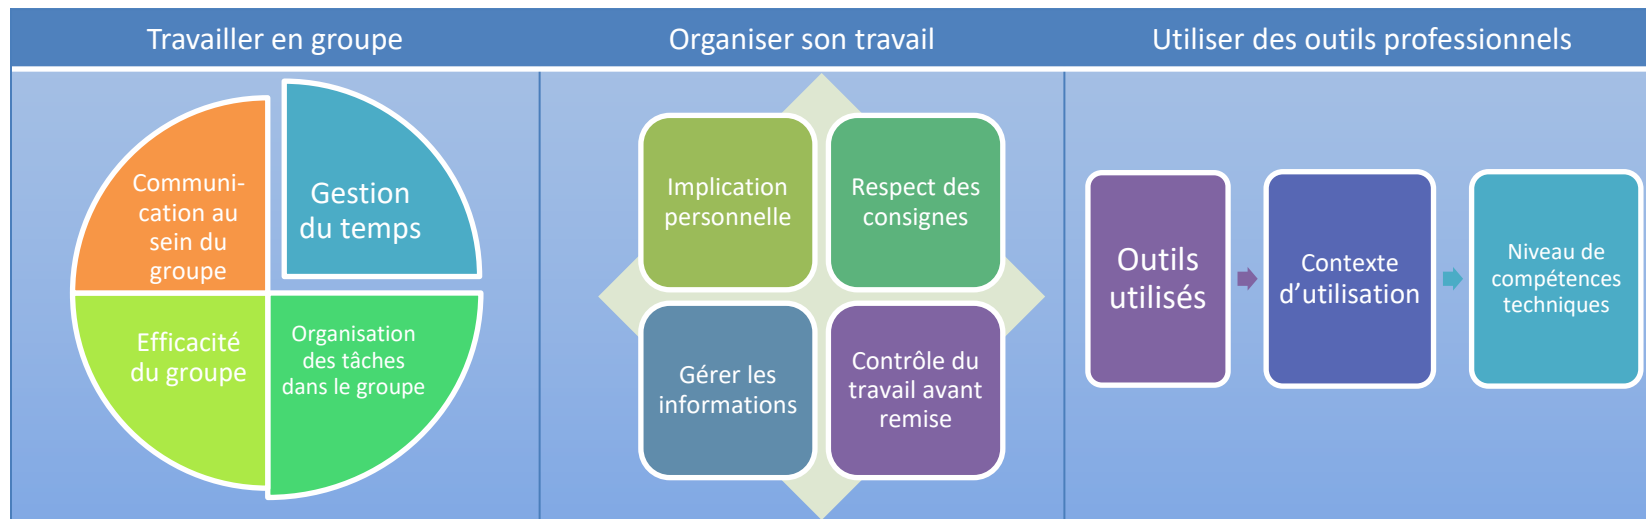 Travailler en groupe
Organiser son travail
Utiliser des outils professionnels
Communi-
cation au
sein du
groupe
Gestion
du temps
Efficacité
du groupe
Organisation
des tâches
dans le groupe
Implication
personnelle
Respect des
consignes
Gérer les
informations
Contrôle du
travail avant
remise
Outils
utilisés
Contexte
d’utilisation
Niveau de
compétences
techniques